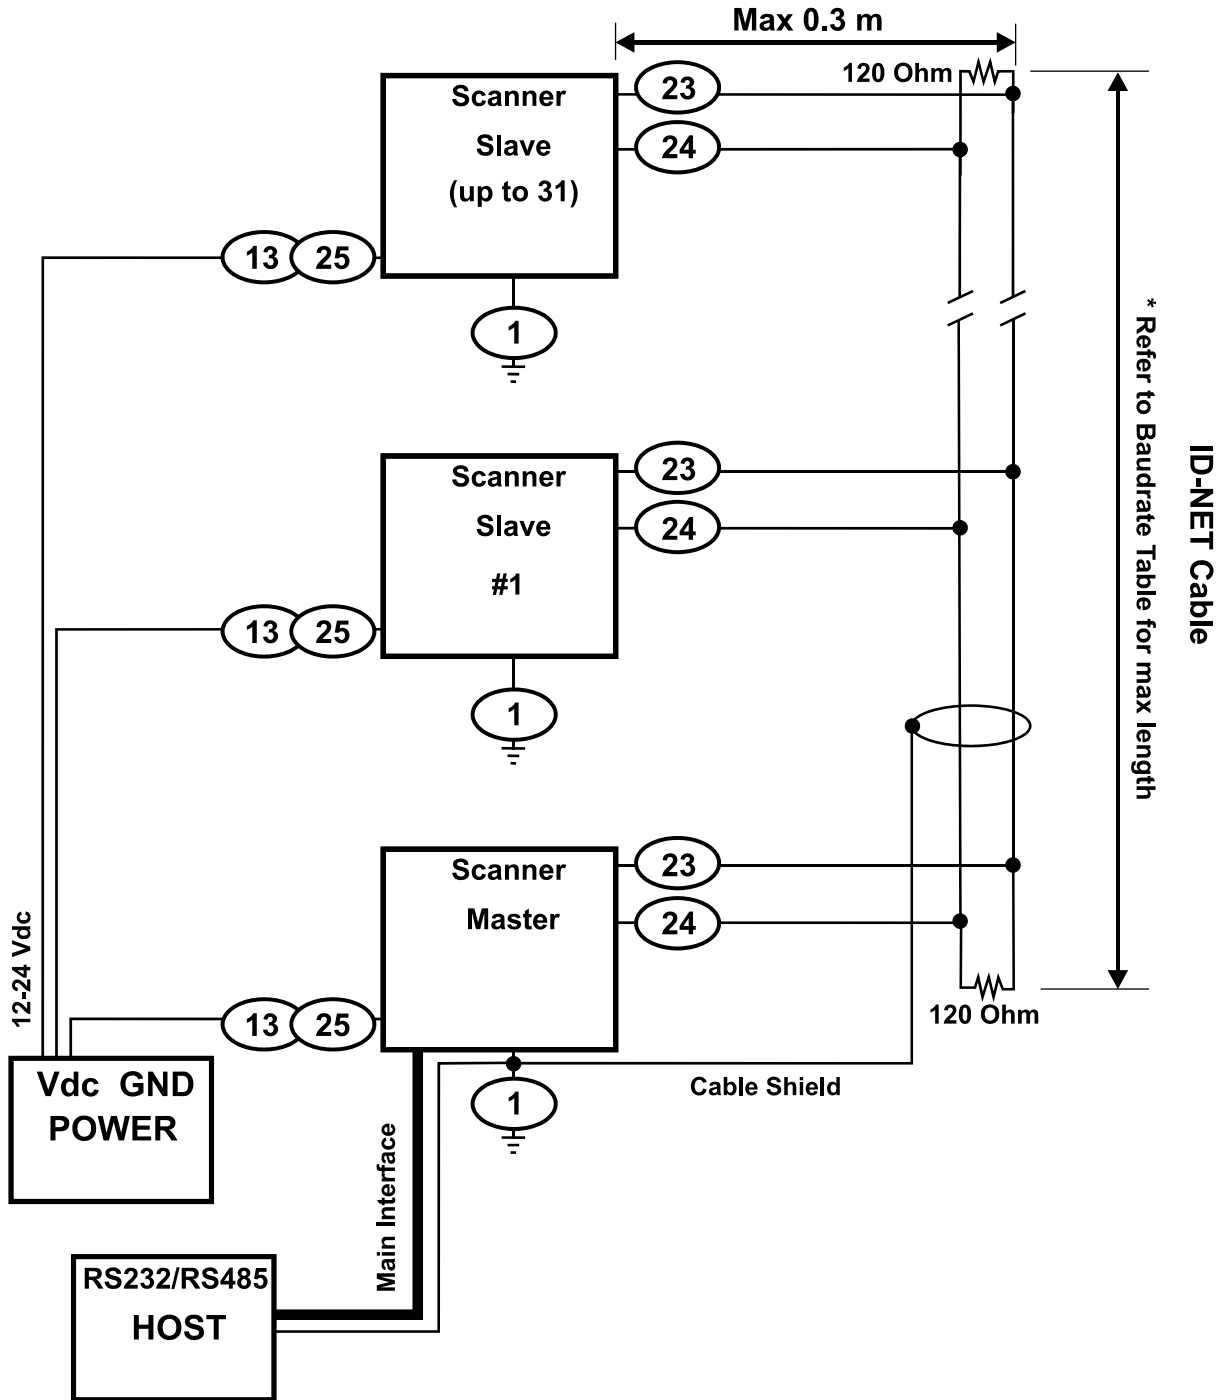 Max 0.3 m
120 Ohm
Scanner
Slave
(up to 31)
23
24
13
25
1
Scanner
Slave
#1
23
24
13
25
1
Scanner
Master
23
24
13
25
1
120 Ohm
ID-NET Cable
* Refer to Baudrate Table for max length
Cable Shield
12-24 Vdc
Vdc GND
POWER
Main Interface
RS232/RS485
HOST